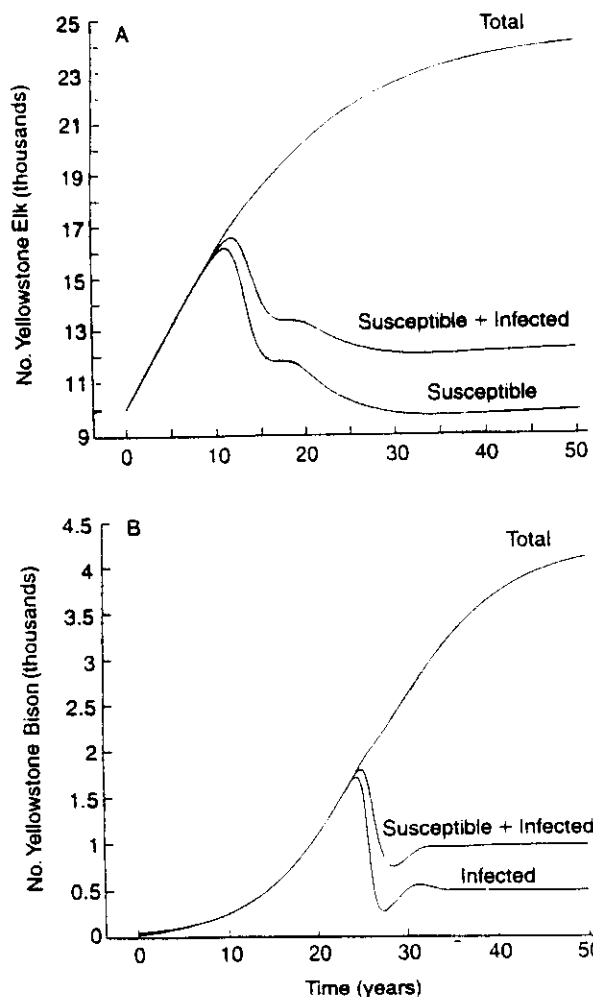 A
Total
No. Yellowstone Elk (thousands)
25
23
21
19
17
15
13
11
9
Susceptible + Infected
Susceptible
0
10
20
30
40
50
B
Total
No. Yellowstone Bison (thousands)
4.5
4
3.5
3
2.5
2
1.5
1
0.5
0
Susceptible + Infected
Infected
0
10
20
30
40
50
Time (years)